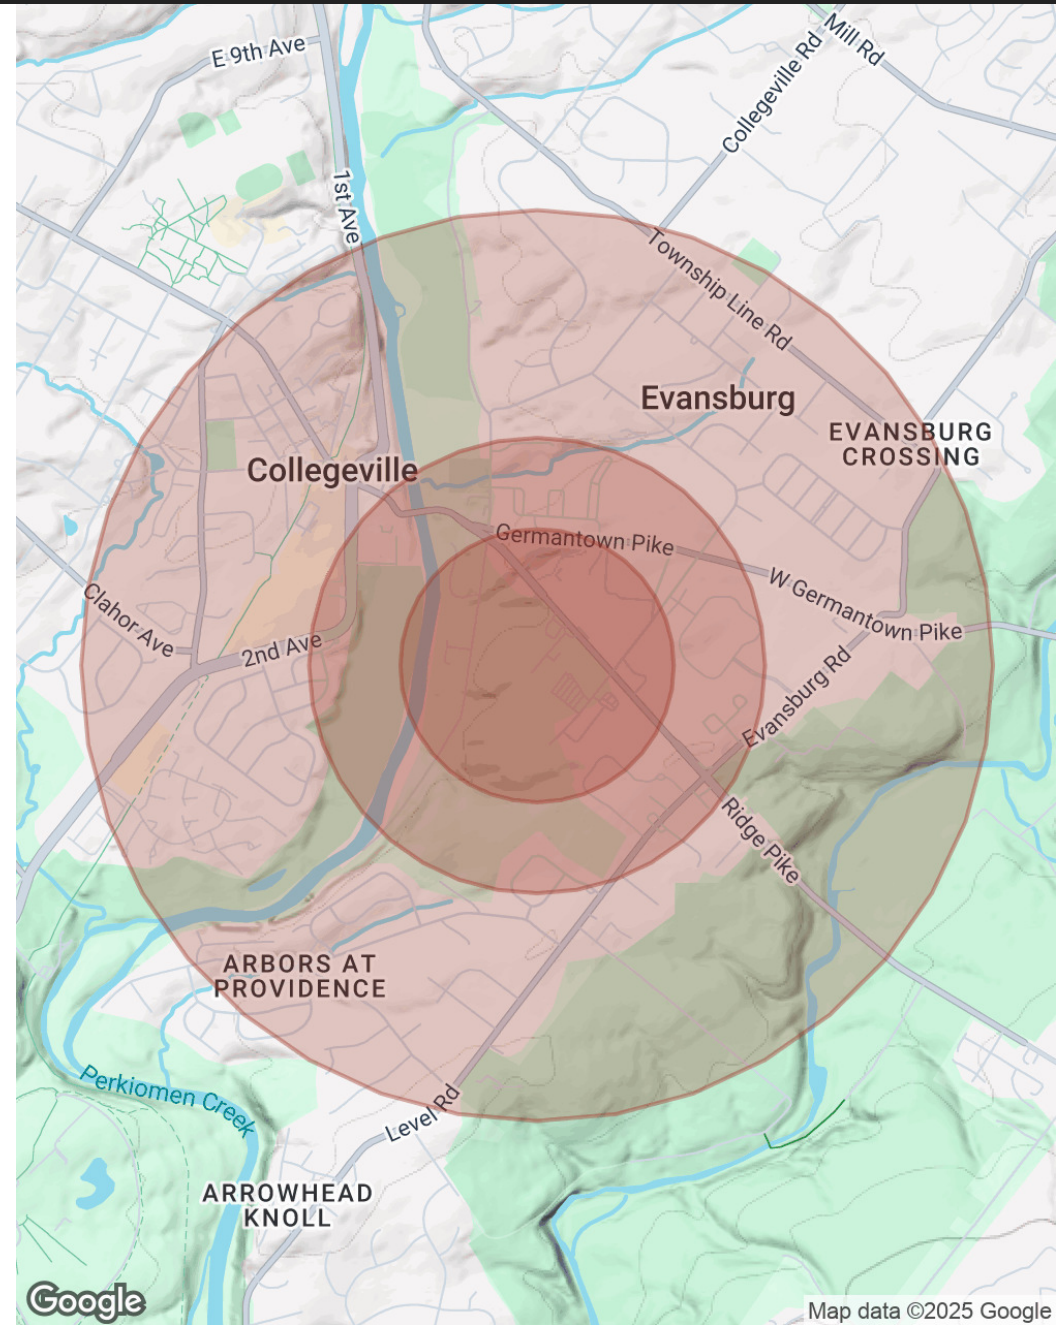 E 9th Ave
Mill Rd
Collegeville Rd
1st Ave
Township Line Rd
Evansburg
EVANSBURG
CROSSING
Collegeville
Germantown Pike
W Germantown Pike
Clahor Ave
2nd Ave
Evansburg Rd
Ridge Pike
ARBORS AT
PROVIDENCE
Perkiomen Creek
Level Rd
ARROWHEAD
KNOLL
Google
Map data ©2025 Google